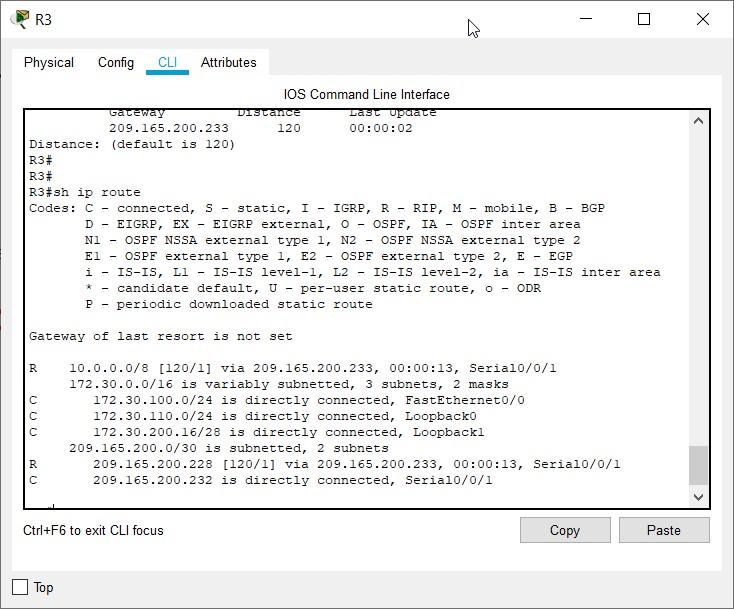 R3
Physical Config CLI Attributes
IOS Command Line Interface
Gateway Distance Last Update
209.165.200.233 120 00:00:02
Distance: (default is 120)
R3#
R3#
R3#sh ip route
Codes: C - connected, S - static, I - IGRP, R - RIP, M - mobile, B - BGP
D - EIGRP, EX - EIGRP external, O - OSPF, IA - OSPF inter area
N1 - OSPF NSSA external type 1, N2 - OSPF NSSA external type 2
E1 - OSPF external type 1, E2 - OSPF external type 2, E - EGP
i - IS-IS, L1 - IS-IS level-1, L2 - IS-IS level-2, ia - IS-IS inter area
* - candidate default, U - per-user static route, o - ODR
P - periodic downloaded static route
Gateway of last resort is not set
R 10.0.0.0/8 [120/1] via 209.165.200.233, 00:00:13, Serial0/0/1
172.30.0.0/16 is variably subnetted, 3 subnets, 2 masks
C 172.30.100.0/24 is directly connected, FastEthernet0/0
C 172.30.110.0/24 is directly connected, Loopback0
C 172.30.200.16/28 is directly connected, Loopback1
209.165.200.0/30 is subnetted, 2 subnets
R 209.165.200.228 [120/1] via 209.165.200.233, 00:00:13, Serial0/0/1
C 209.165.200.232 is directly connected, Serial0/0/1
Ctrl+F6 to exit CLI focus
Copy Paste
Top